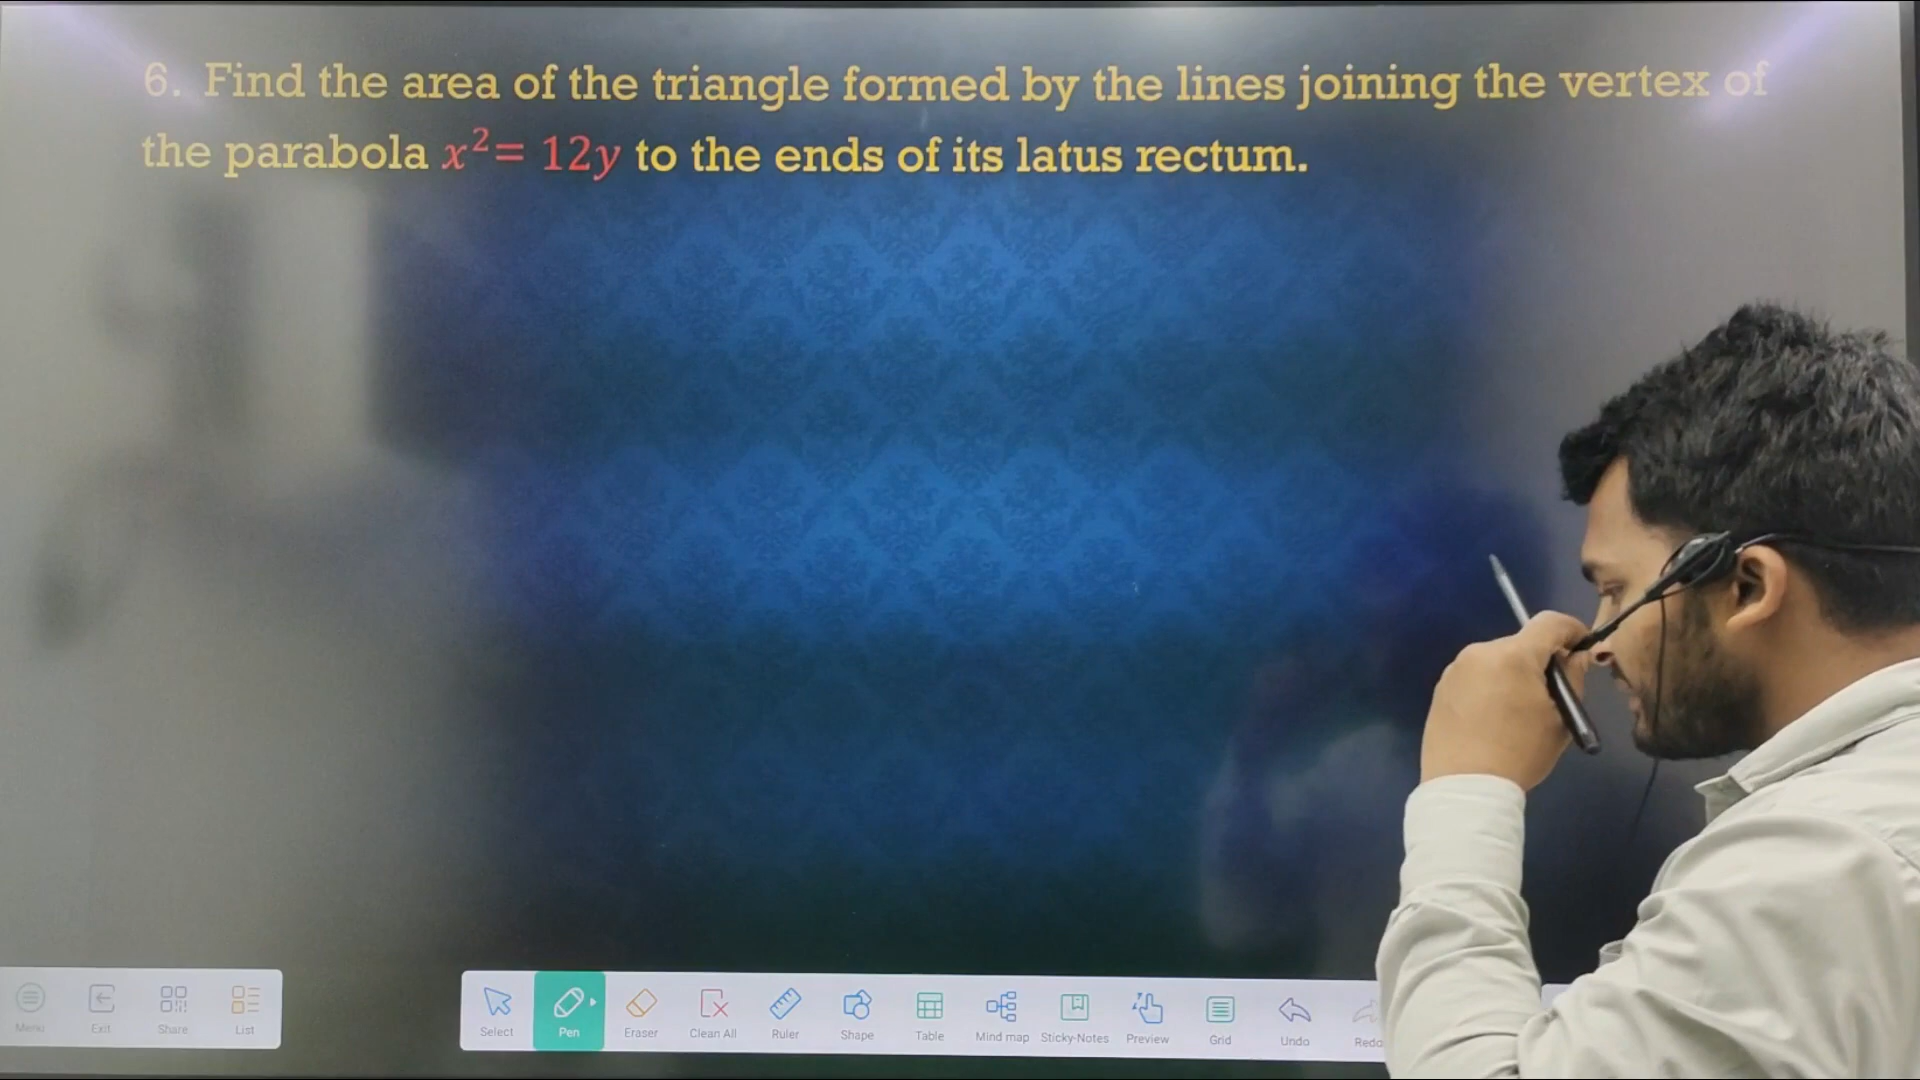 6. Find the area of the triangle formed by the lines joining the vertex of
the parabola x²= 12y to the ends of its latus rectum.
Menu Exit Share List
Select Pen Eraser Clean All Ruler Shape Table Mind map Sticky-Notes Preview Grid Undo Redo